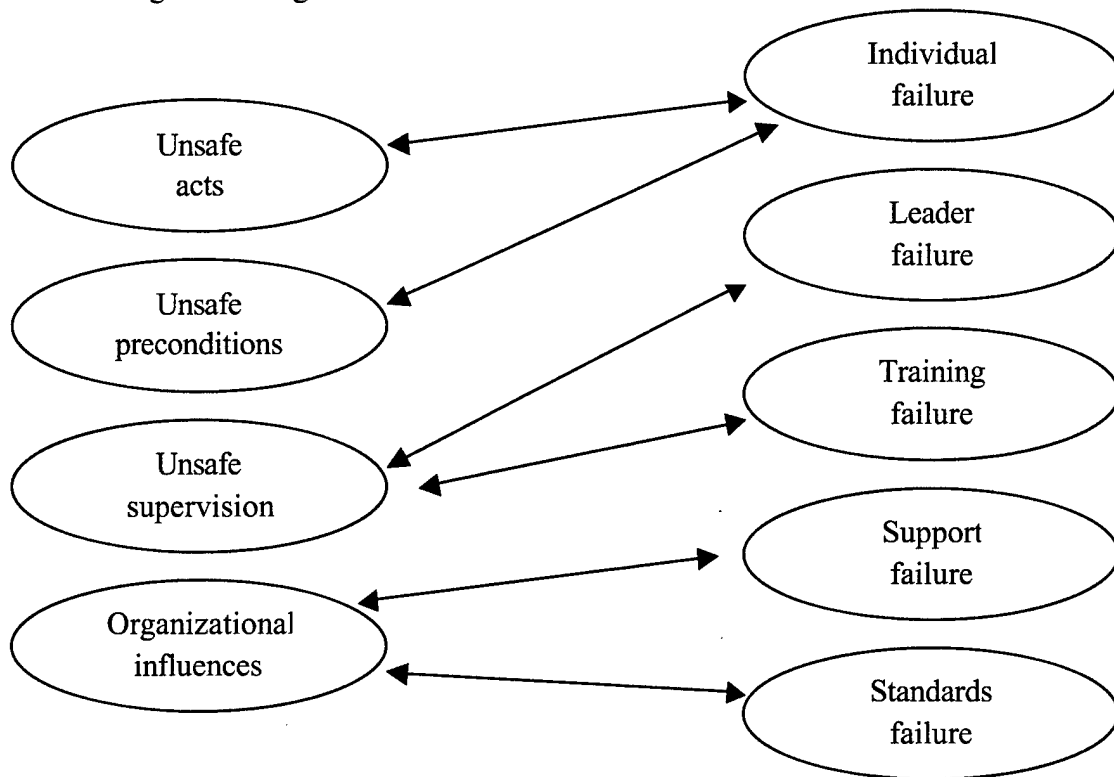 Individual
failure
Unsafe
acts
Leader
failure
Unsafe
preconditions
Training
failure
Unsafe
supervision
Support
failure
Organizational
influences
Standards
failure